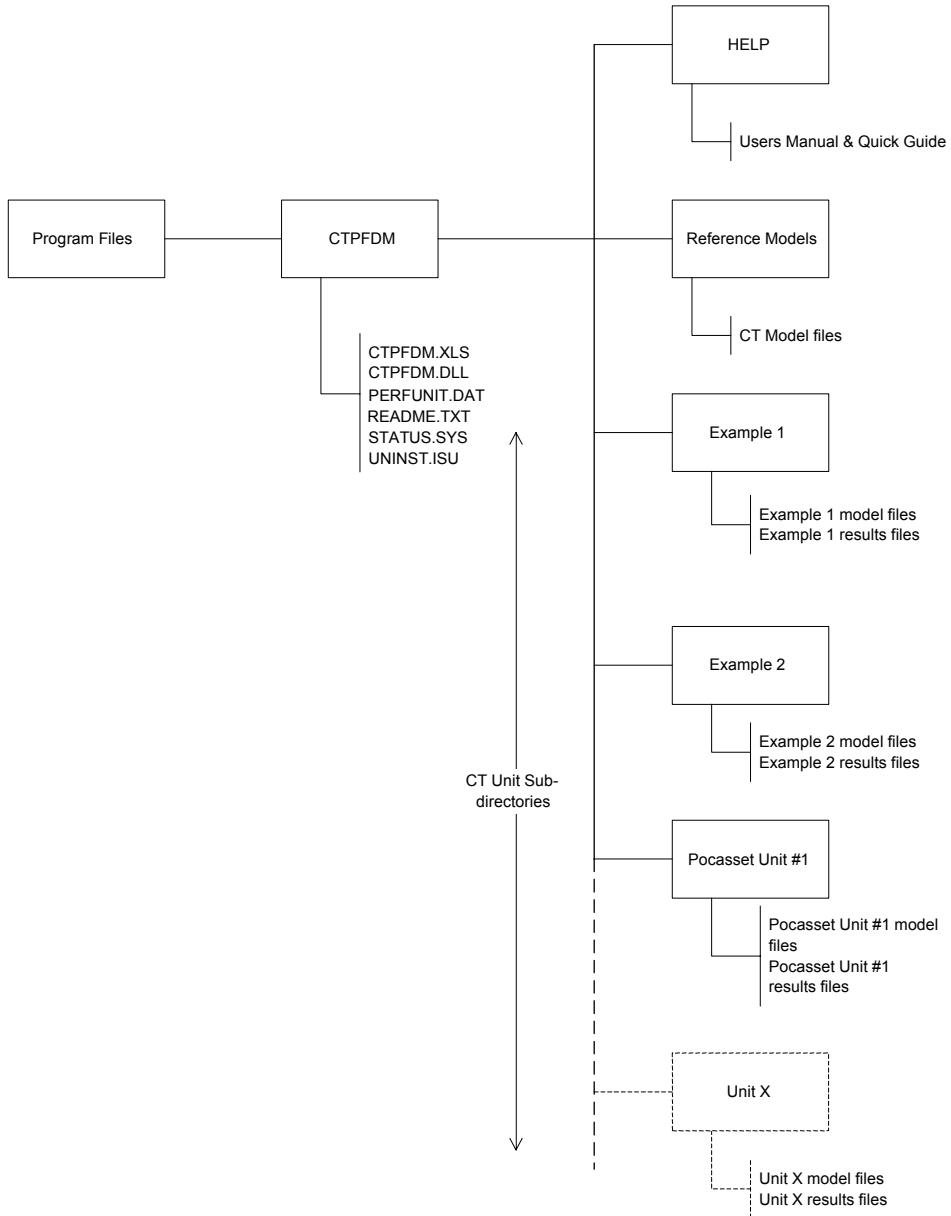 HELP
Users Manual & Quick Guide
Program Files
CTPFDM
Reference Models
CTPFDM.XLS
CTPFDM.DLL
PERFUNIT.DAT
README.TXT
STATUS.SYS
UNINST.ISU
CT Model files
Example 1
Example 1 model files
Example 1 results files
Example 2
Example 2 model files
Example 2 results files
CT Unit Sub-
directories
Pocasset Unit #1
Pocasset Unit #1 model
files
Pocasset Unit #1
results files
Unit X
Unit X model files
Unit X results files